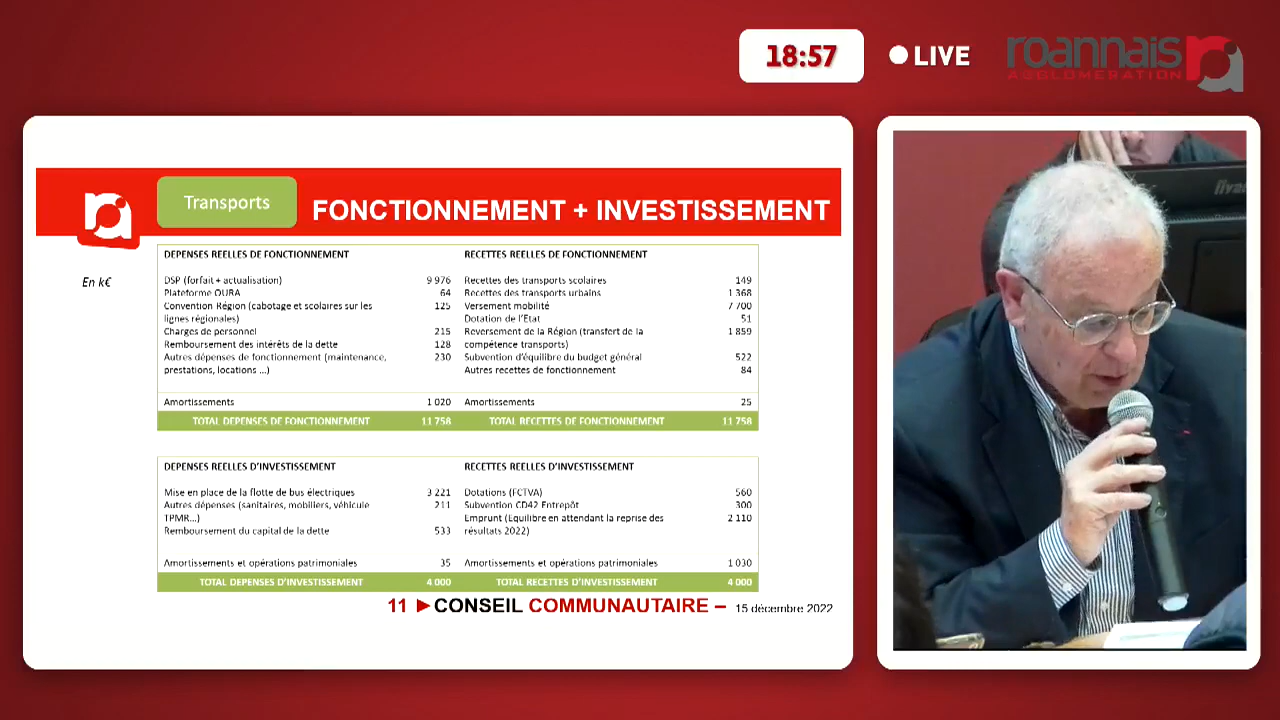 18:57
LIVE
roannais
AGGLOMÉRATION
Transports
FONCTIONNEMENT + INVESTISSEMENT
En k€
DEPENSES REELLES DE FONCTIONNEMENT
DSP (forfait + actualisation) 9 976
Plateforme OURA 64
Convention Région (cabotage et scolaires sur les 125
lignes régionales)
Charges de personnel 215
Remboursement des intérêts de la dette 128
Autres dépenses de fonctionnement (maintenance, 230
prestations, locations ...)
Amortissements 1 020
TOTAL DEPENSES DE FONCTIONNEMENT 11 758
RECETTES REELLES DE FONCTIONNEMENT
Recettes des transports scolaires 149
Recettes des transports urbains 1 368
Versement mobilité 7 700
Dotation de l'Etat 51
Reversement de la Région (transfert de la 1 859
compétence transports)
Subvention d'équilibre du budget général 522
Autres recettes de fonctionnement 84
Amortissements 25
TOTAL RECETTES DE FONCTIONNEMENT 11 758
DEPENSES REELLES D'INVESTISSEMENT
Mise en place de la flotte de bus électriques 3 221
Autres dépenses (sanitaires, mobiliers, véhicule 211
TPMR...)
Remboursement du capital de la dette 533
Amortissements et opérations patrimoniales 35
TOTAL DEPENSES D'INVESTISSEMENT 4 000
RECETTES REELLES D'INVESTISSEMENT
Dotations (FCTVA) 560
Subvention CD42 Entrepôt 300
Emprunt (Equilibre en attendant la reprise des 2 110
résultats 2022)
Amortissements et opérations patrimoniales 1 030
TOTAL RECETTES D'INVESTISSEMENT 4 000
11 ►CONSEIL COMMUNAUTAIRE – 15 décembre 2022